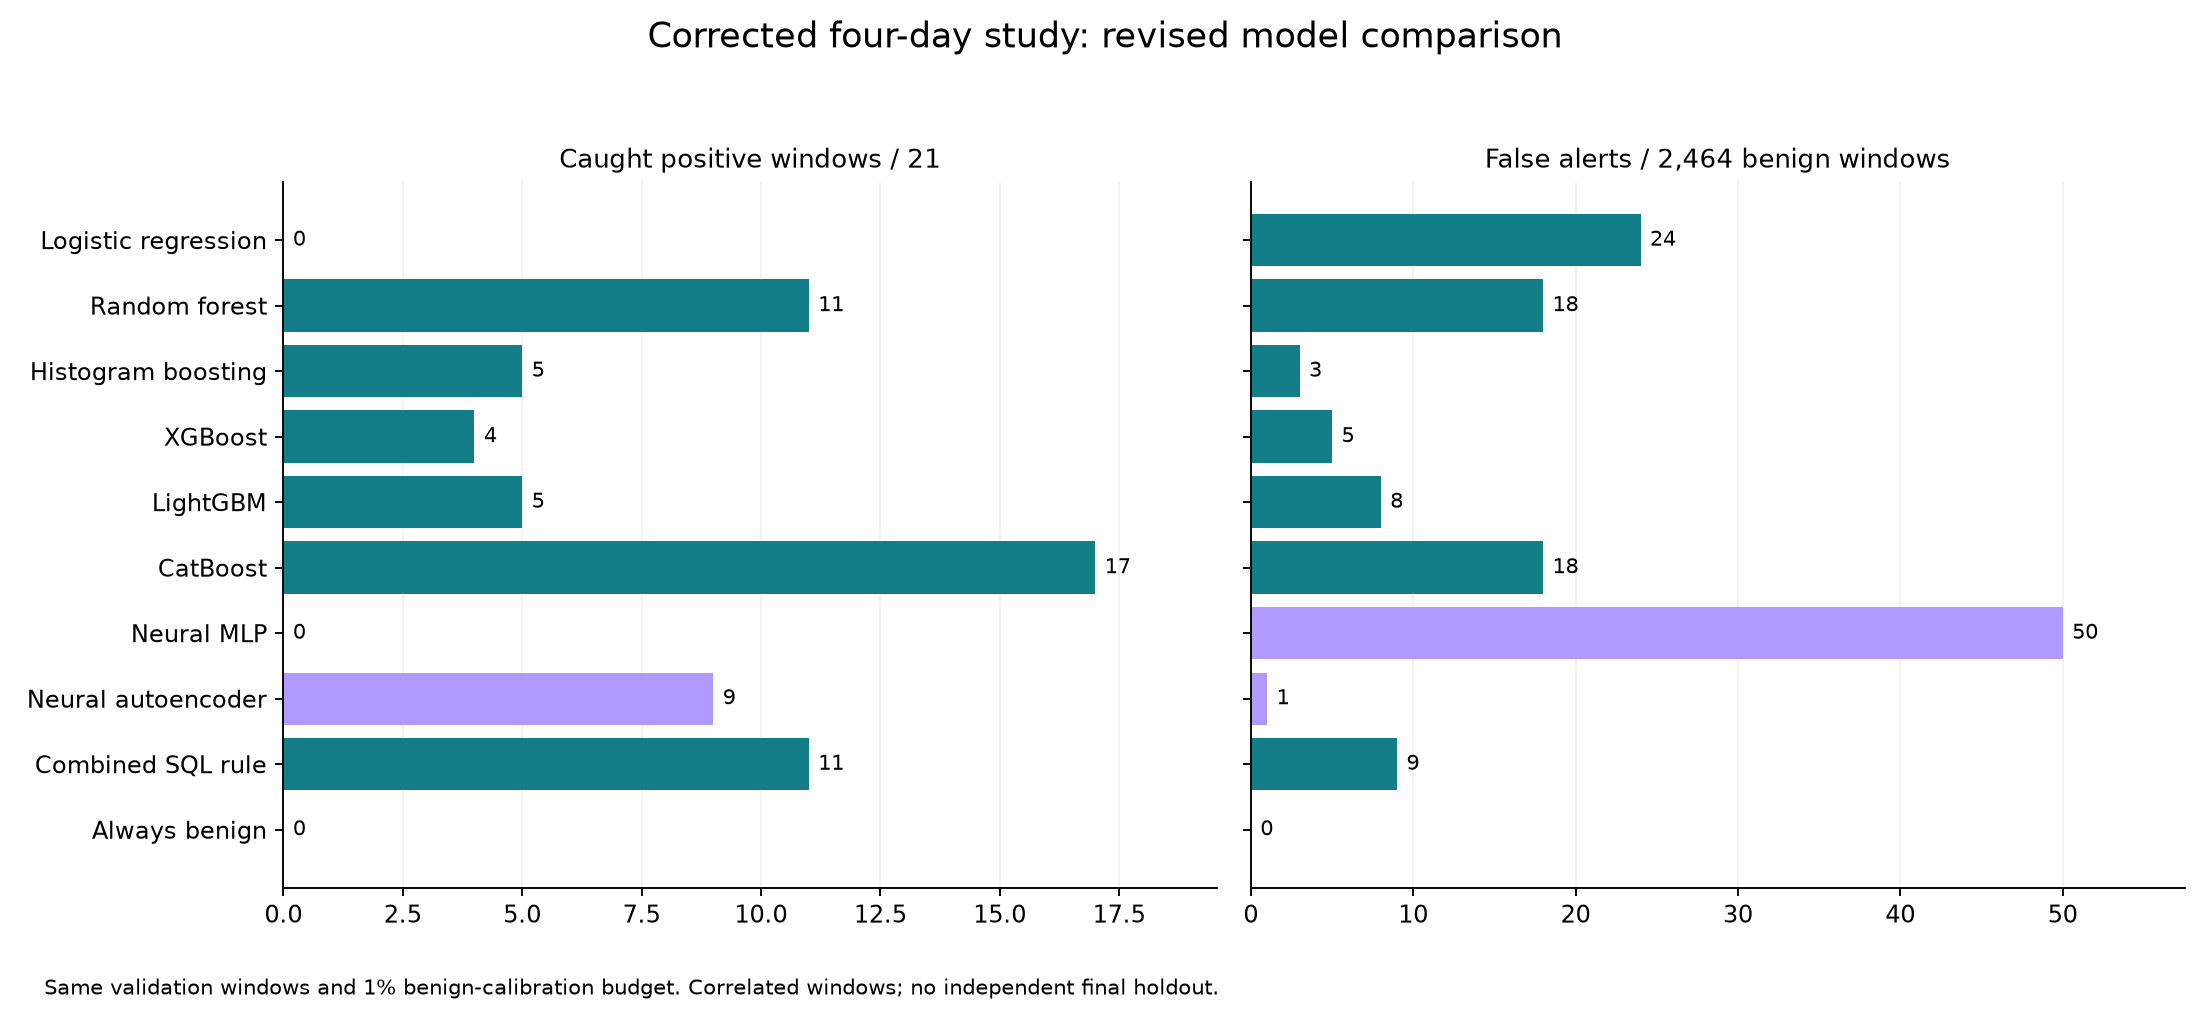 Corrected four-day study: revised model comparison
Caught positive windows / 21
False alerts / 2,464 benign windows
Logistic regression 0 24
Random forest 11 18
Histogram boosting 5 3
XGBoost 4 5
LightGBM 5 8
CatBoost 17 18
Neural MLP 0 50
Neural autoencoder 9 1
Combined SQL rule 11 9
Always benign 0 0
0.0 2.5 5.0 7.5 10.0 12.5 15.0 17.5
0 10 20 30 40 50
Same validation windows and 1% benign-calibration budget. Correlated windows; no independent final holdout.